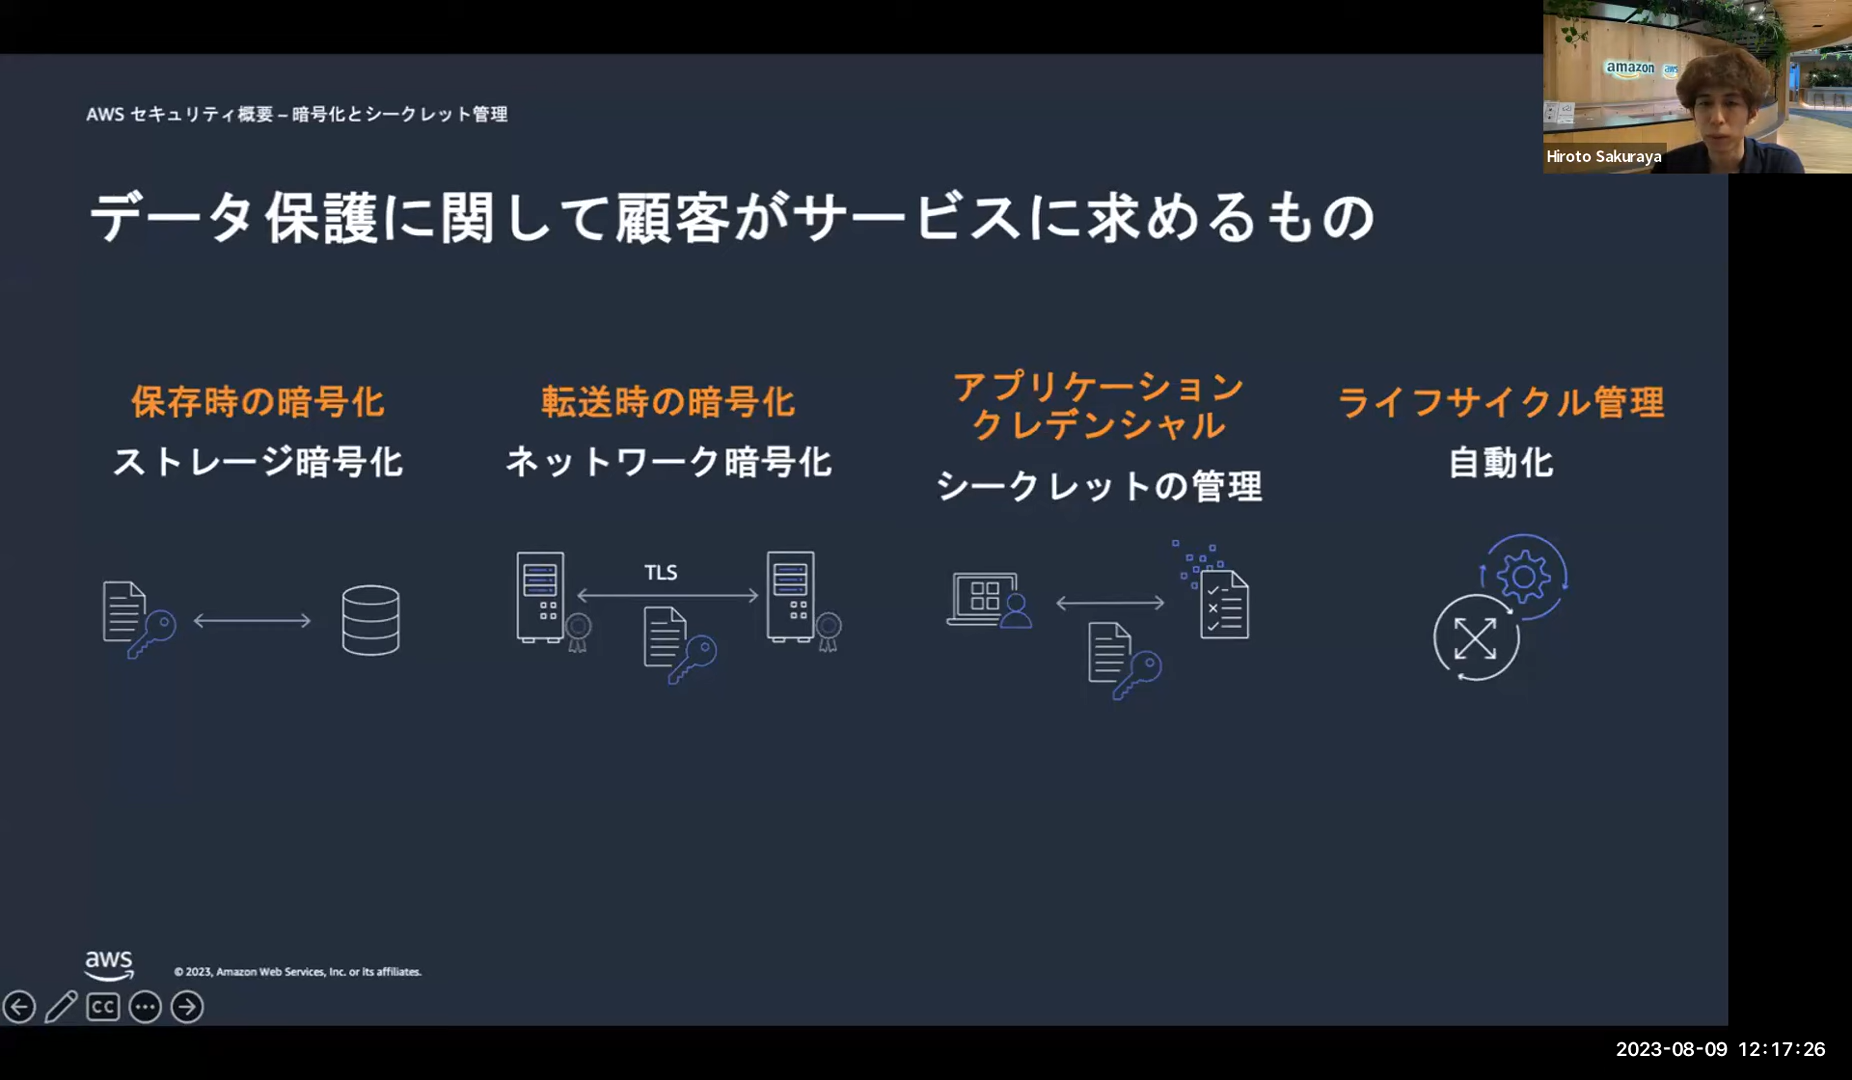 amazon
Hiroto Sakuraya
AWS セキュリティ概要 – 暗号化とシークレット管理
データ保護に関して顧客がサービスに求めるもの
保存時の暗号化
ストレージ暗号化
転送時の暗号化
ネットワーク暗号化
TLS
アプリケーション
クレデンシャル
シークレットの管理
ライフサイクル管理
自動化
aws
© 2023, Amazon Web Services, Inc. or its affiliates.
CC
2023-08-09 12:17:26